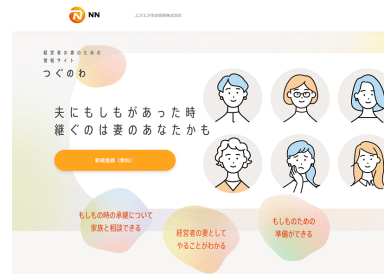 NN
エヌエヌ生命保険株式会社
経営者の妻のための
情報サイト
つぐのわ
夫にもしもがあった時
継ぐのは妻のあなたかも
新規登録（無料）
もしもの時の承継について
家族と相談できる
経営者の妻として
やることがわかる
もしものための
準備ができる